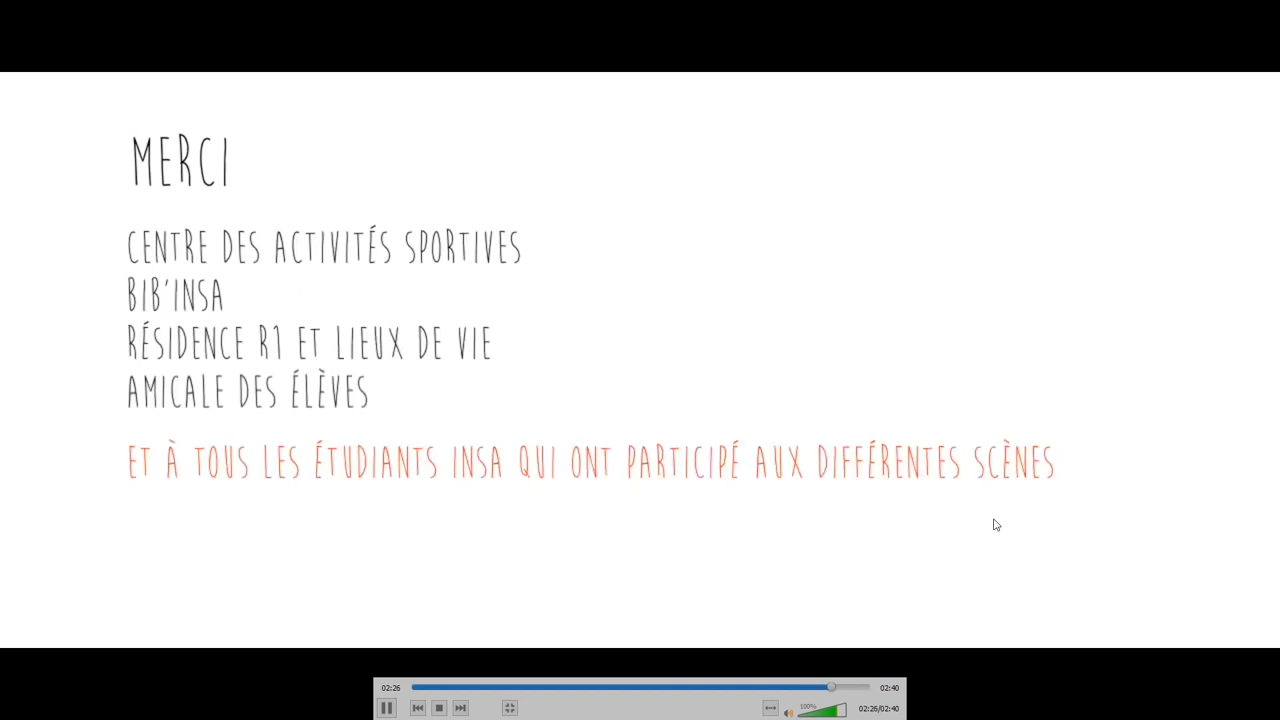 MERCI
CENTRE DES ACTIVITÉS SPORTIVES
BIB'INSA
RÉSIDENCE R1 ET LIEUX DE VIE
AMICALE DES ÉLÈVES
ET À TOUS LES ÉTUDIANTS INSA QUI ONT PARTICIPÉ AUX DIFFÉRENTES SCÈNES
02:26
02:40
100%
02:26/02:40